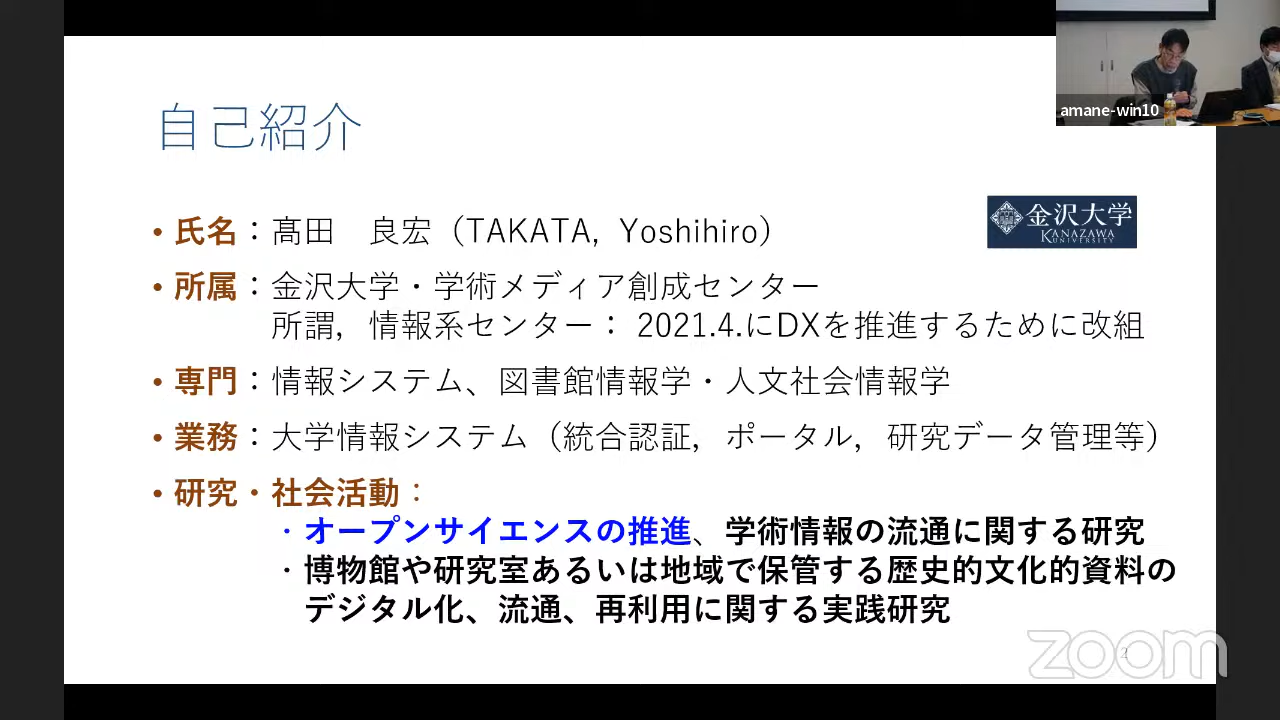 自己紹介
amane-win10
金沢大学
KANAZAWA
UNIVERSITY
・氏名：髙田　良宏（TAKATA, Yoshihiro）
・所属：金沢大学・学術メディア創成センター
所謂，情報系センター： 2021.4.にDXを推進するために改組
・専門：情報システム、図書館情報学・人文社会情報学
・業務：大学情報システム（統合認証，ポータル，研究データ管理等）
・研究・社会活動：
・オープンサイエンスの推進、学術情報の流通に関する研究
・博物館や研究室あるいは地域で保管する歴史的文化的資料の
デジタル化、流通、再利用に関する実践研究
2
zoom